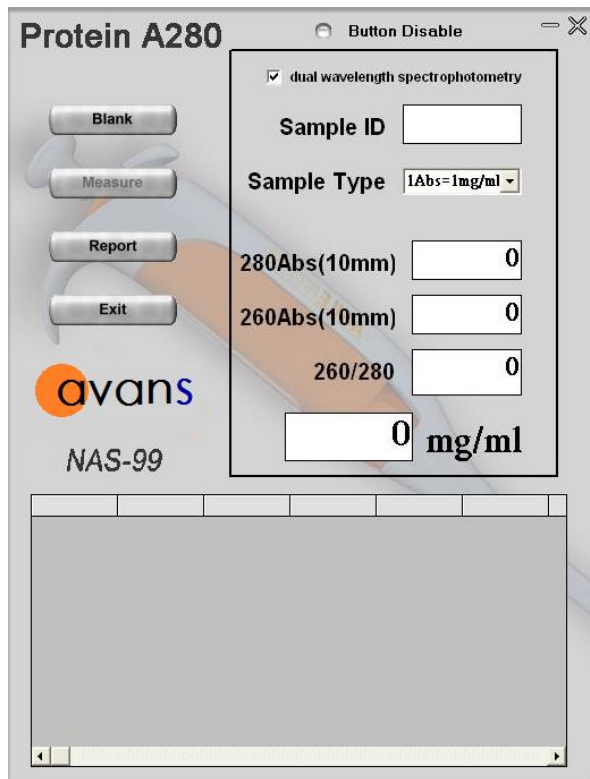 Protein A280
Button Disable
dual wavelength spectrophotometry
Blank
Sample ID
Measure
Sample Type 1Abs=1mg/ml
Report
280Abs(10mm) 0
Exit
260Abs(10mm) 0
260/280 0
avans
0 mg/ml
NAS-99